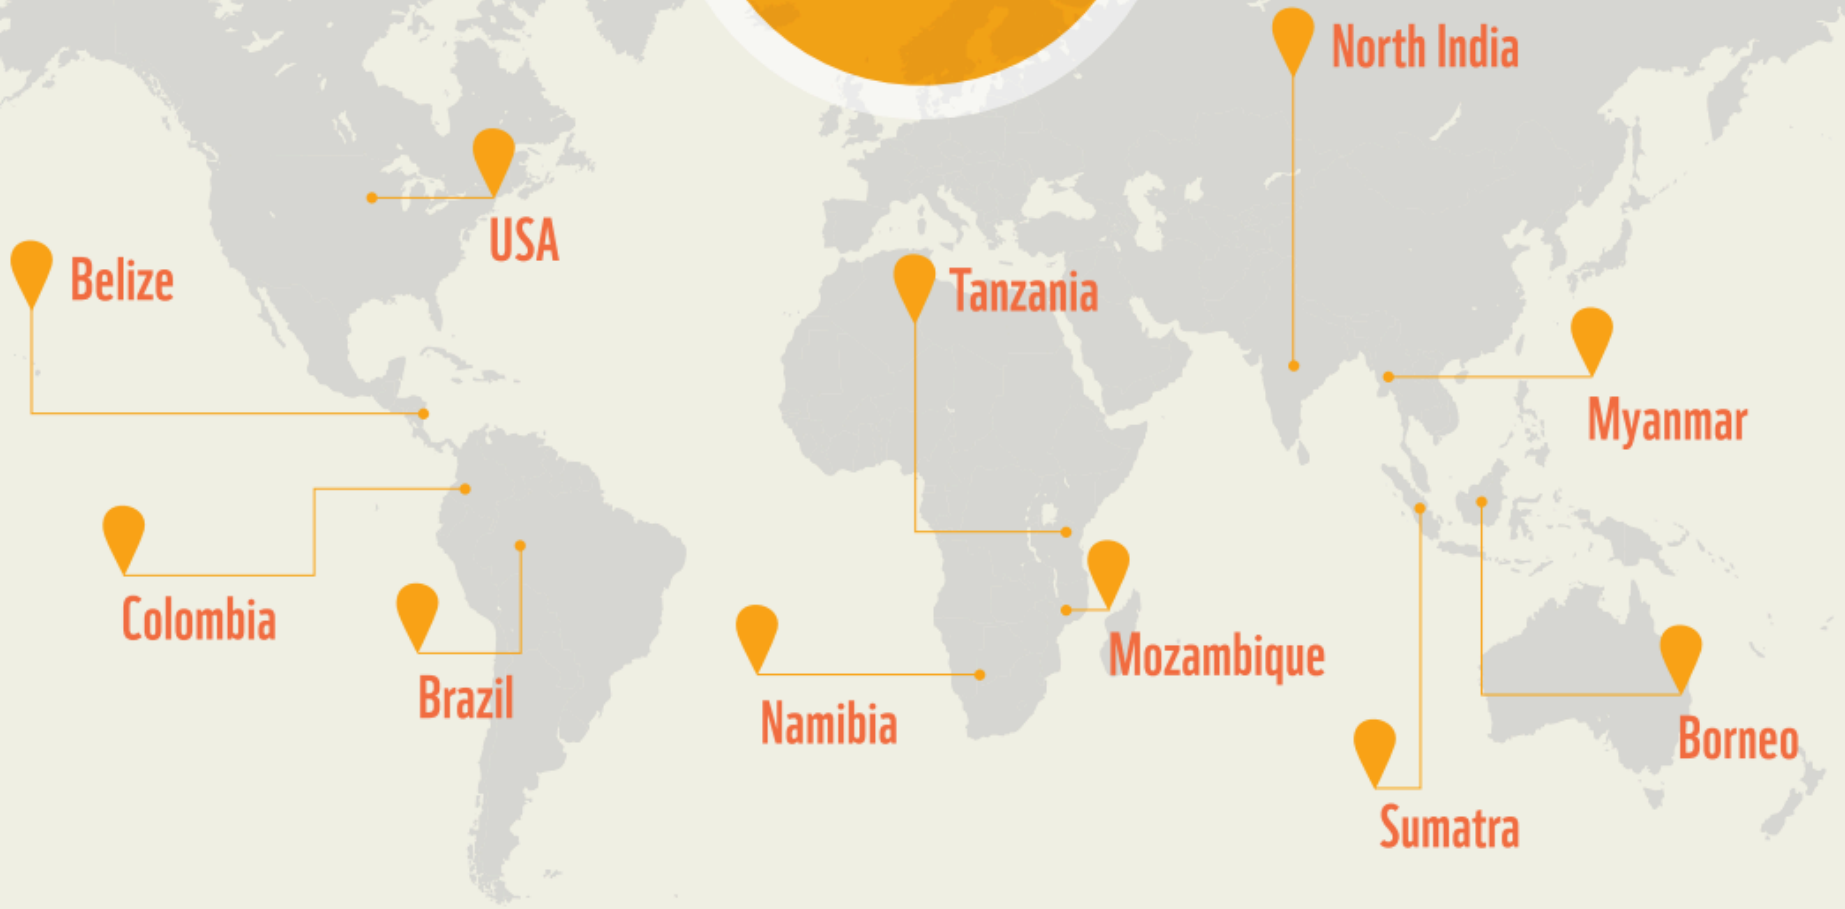 North India
USA
Belize
Tanzania
Myanmar
Colombia
Mozambique
Brazil
Namibia
Borneo
Sumatra